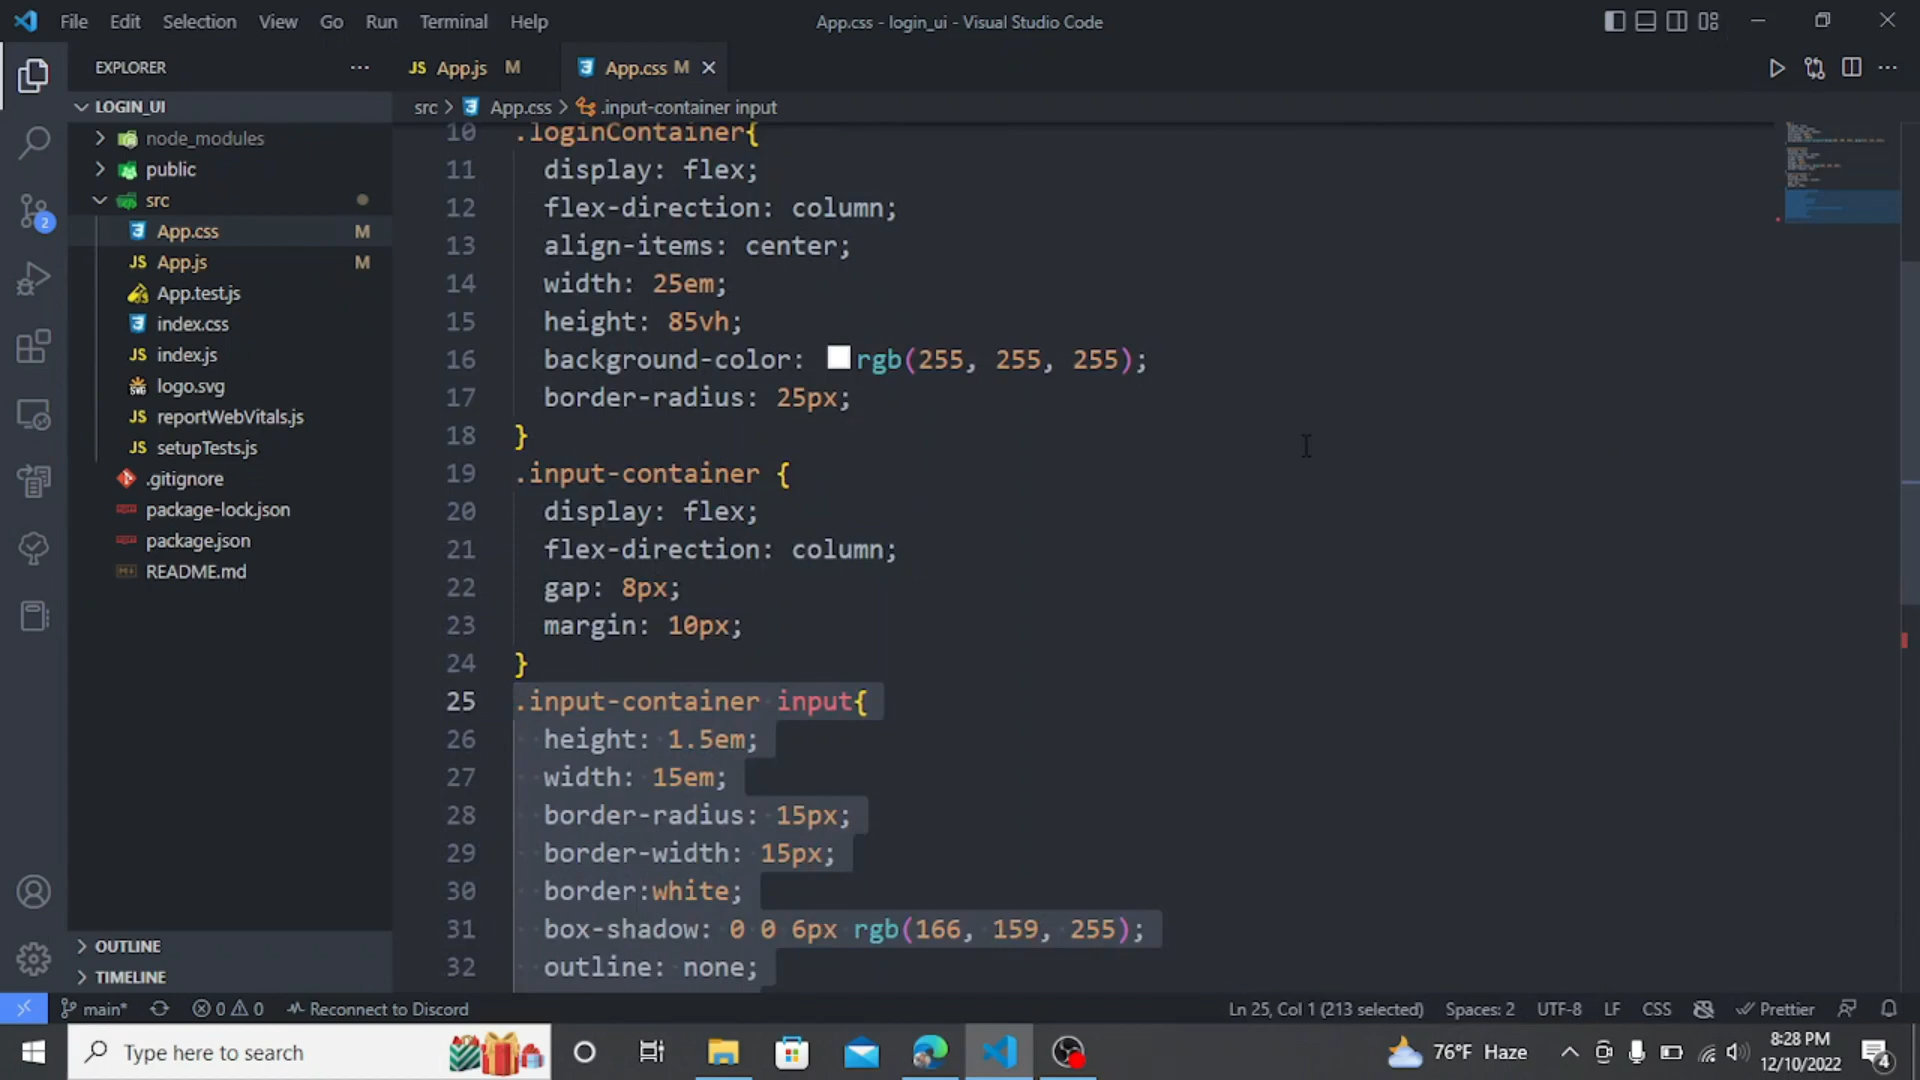 File Edit Selection View Go Run Terminal Help
App.css - login_ui - Visual Studio Code
EXPLORER
LOGIN_UI
node_modules
public
src
App.css M
JS App.js M
App.test.js
index.css
JS index.js
logo.svg
JS reportWebVitals.js
JS setupTests.js
.gitignore
package-lock.json
package.json
README.md
OUTLINE
TIMELINE
JS App.js M
App.css M
src > App.css > .input-container input
10 .loginContainer{
11 display: flex;
12 flex-direction: column;
13 align-items: center;
14 width: 25em;
15 height: 85vh;
16 background-color: rgb(255, 255, 255);
17 border-radius: 25px;
18 }
19 .input-container {
20 display: flex;
21 flex-direction: column;
22 gap: 8px;
23 margin: 10px;
24 }
25 .input-container input{
26 height: 1.5em;
27 width: 15em;
28 border-radius: 15px;
29 border-width: 15px;
30 border:white;
31 box-shadow: 0 0 6px rgb(166, 159, 255);
32 outline: none;
2
main* 0 0 Reconnect to Discord
Ln 25, Col 1 (213 selected) Spaces: 2 UTF-8 LF CSS Prettier
Type here to search
76°F Haze
8:28 PM
12/10/2022
4